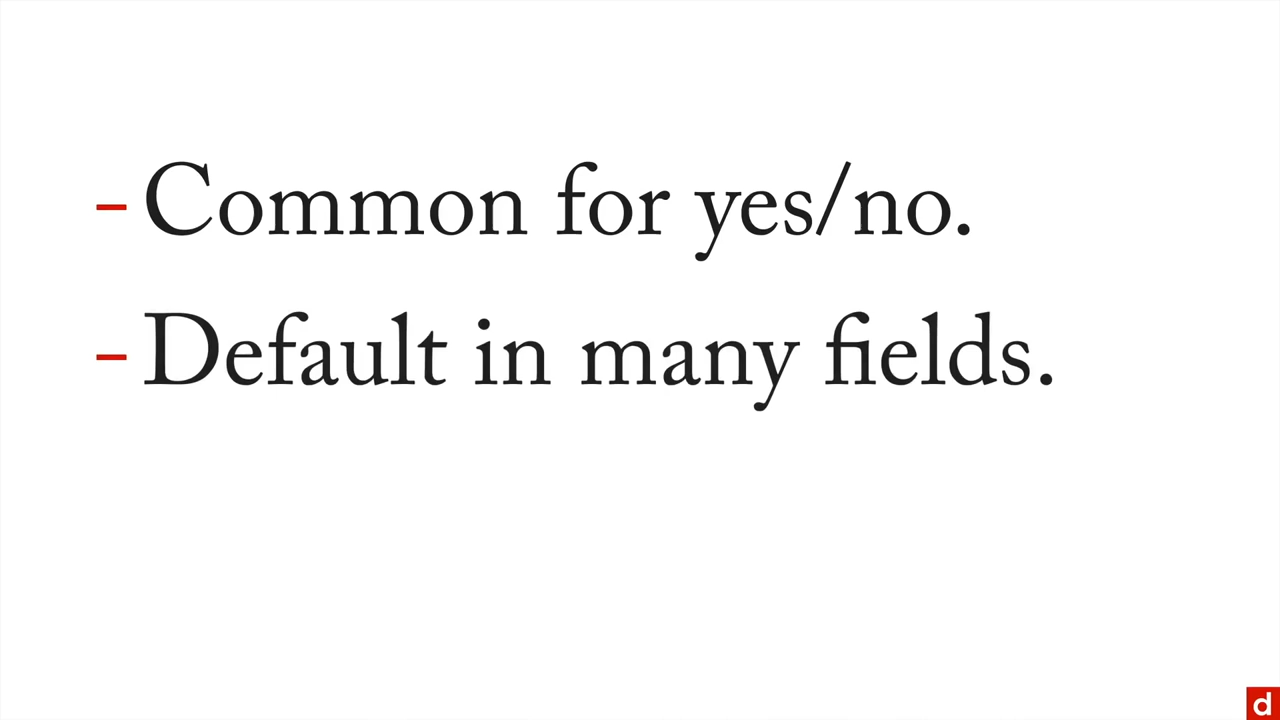 - Common for yes/no.
- Default in many fields.
d